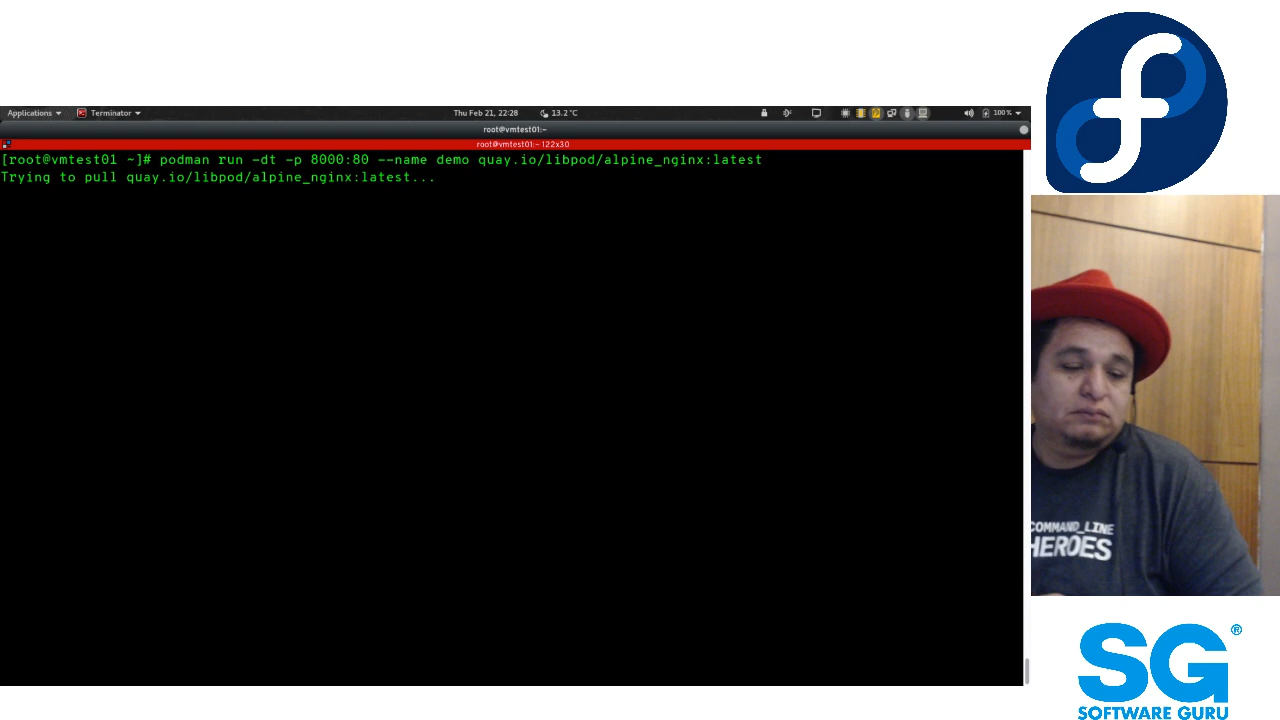 Applications
Terminator
Thu Feb 21, 22:28
13.2 °C
100 %
root@vmtest01:~
root@vmtest01:~ 122x30
[root@vmtest01 ~]# podman run -dt -p 8000:80 --name demo quay.io/libpod/alpine_nginx:latest
Trying to pull quay.io/libpod/alpine_nginx:latest...
COMMAND_LINE
HEROES
SG®
SOFTWARE GURU